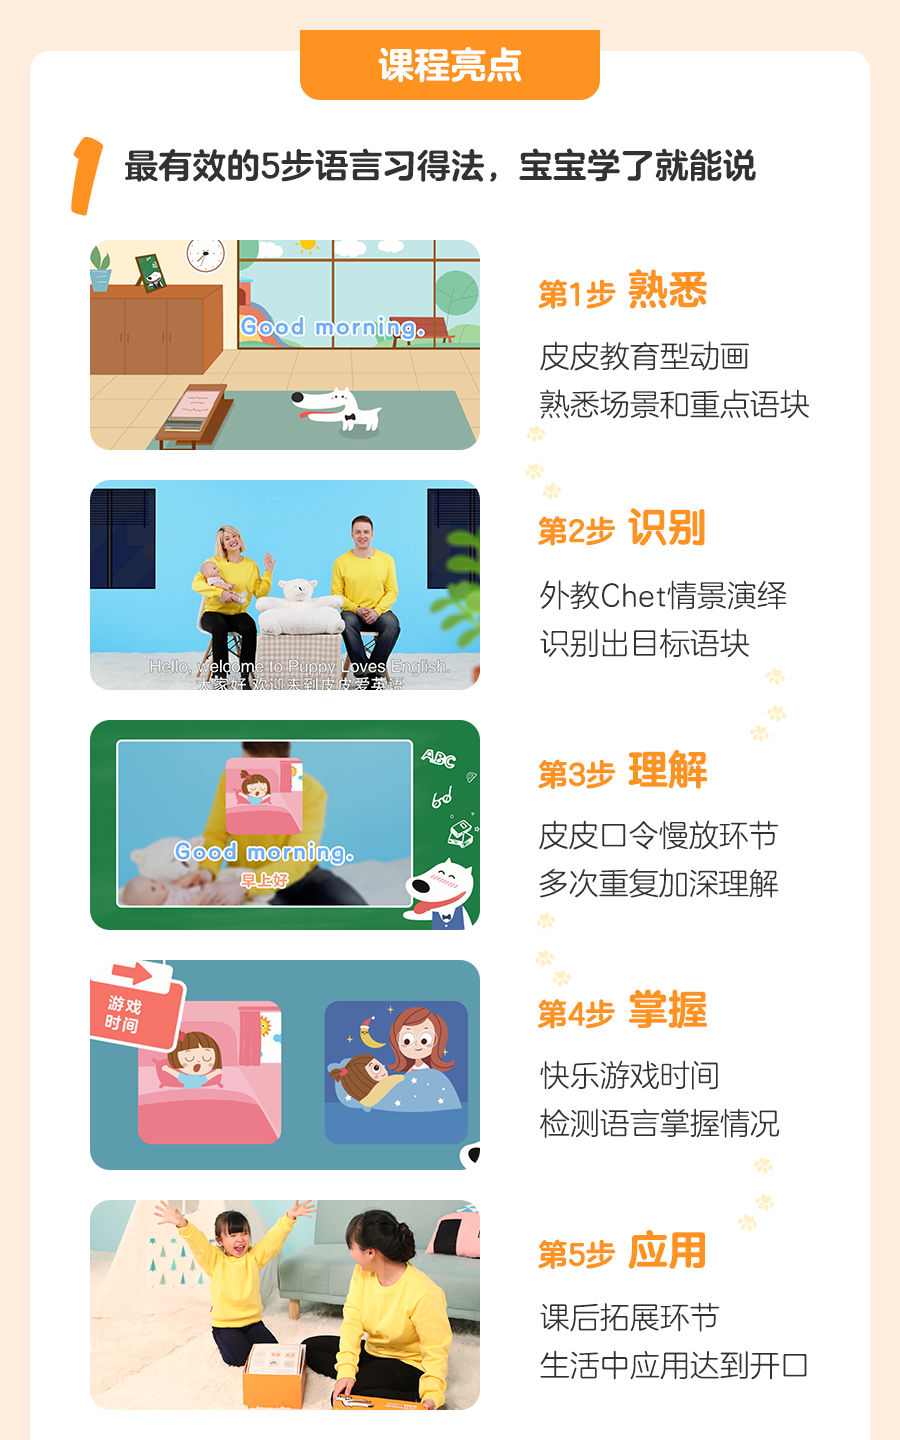 课程亮点
1 最有效的5步语言习得法，宝宝学了就能说
Good morning.
第1步 熟悉
皮皮教育型动画
熟悉场景和重点语块
Hello, welcome to Puppy Loves English.
大家好 欢迎来到皮皮爱英语
第2步 识别
外教Chet情景演绎
识别出目标语块
ABC
Good morning.
早上好
第3步 理解
皮皮口令慢放环节
多次重复加深理解
游戏
时间
第4步 掌握
快乐游戏时间
检测语言掌握情况
第5步 应用
课后拓展环节
生活中应用达到开口